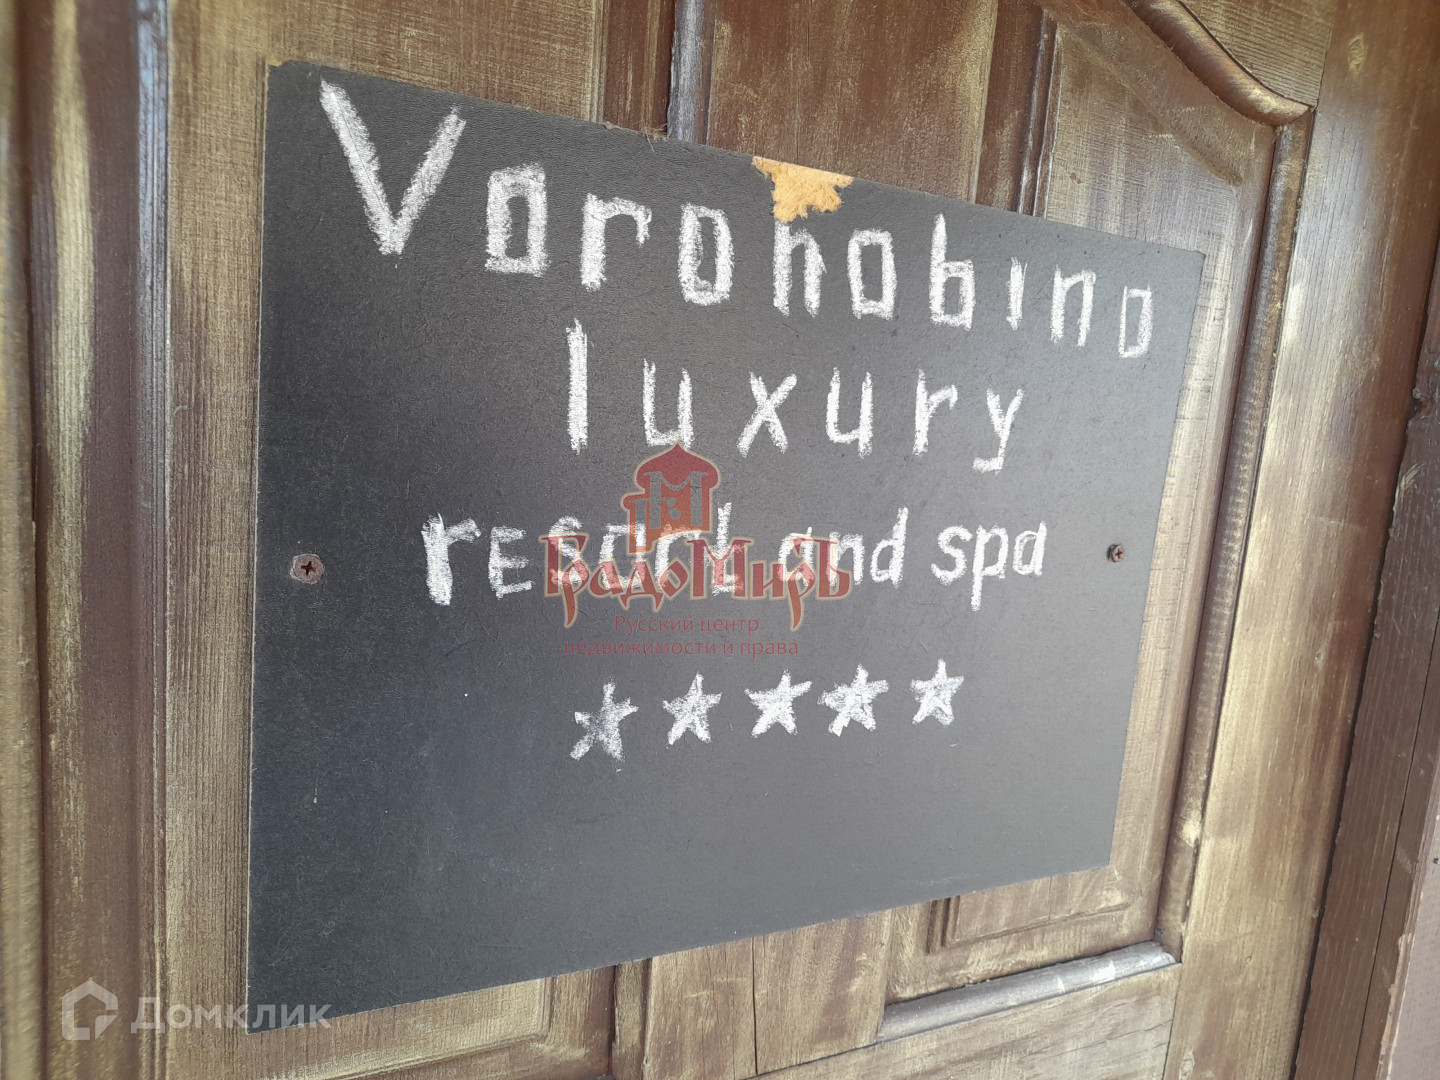 Voronobino
luxury
resort and spa
★★★★★
ГрадоМиръ
Русский центр
недвижимости и права
Домклик